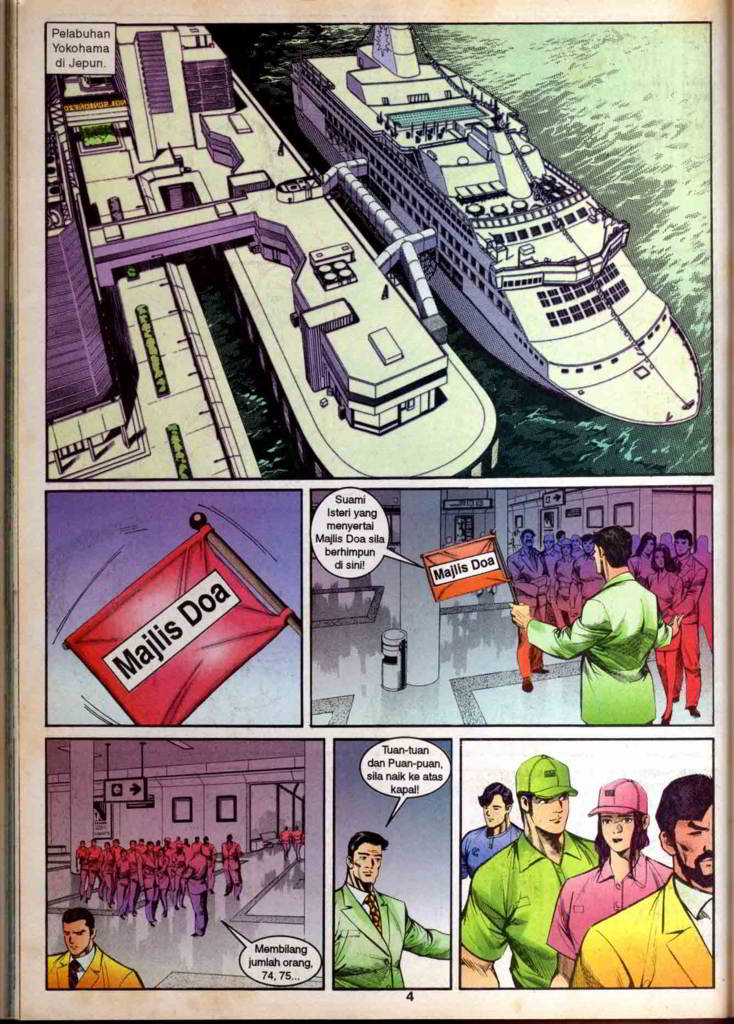 Pelabuhan
Yokohama
di Jepun.
Majlis Doa
Suami
Isteri yang
menyertai
Majlis Doa sila
berhimpun
di sini!
Majlis Doa
Membilang
jumlah orang,
74, 75...
Tuan-tuan
dan Puan-puan,
sila naik ke atas
kapal!
4